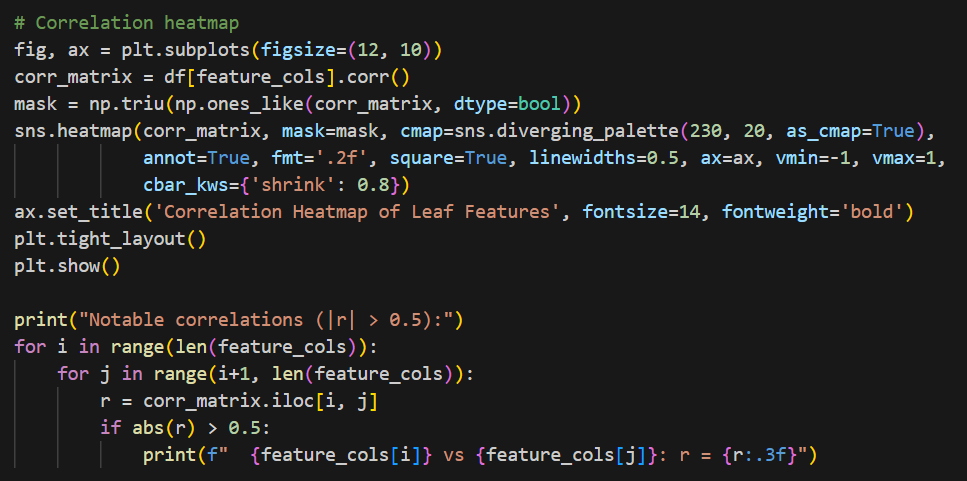 # Correlation heatmap
fig, ax = plt.subplots(figsize=(12, 10))
corr_matrix = df[feature_cols].corr()
mask = np.triu(np.ones_like(corr_matrix, dtype=bool))
sns.heatmap(corr_matrix, mask=mask, cmap=sns.diverging_palette(230, 20, as_cmap=True),
            annot=True, fmt='.2f', square=True, linewidths=0.5, ax=ax, vmin=-1, vmax=1,
            cbar_kws={'shrink': 0.8})
ax.set_title('Correlation Heatmap of Leaf Features', fontsize=14, fontweight='bold')
plt.tight_layout()
plt.show()

print("Notable correlations (|r| > 0.5):")
for i in range(len(feature_cols)):
    for j in range(i+1, len(feature_cols)):
        r = corr_matrix.iloc[i, j]
        if abs(r) > 0.5:
            print(f"  {feature_cols[i]} vs {feature_cols[j]}: r = {r:.3f}")